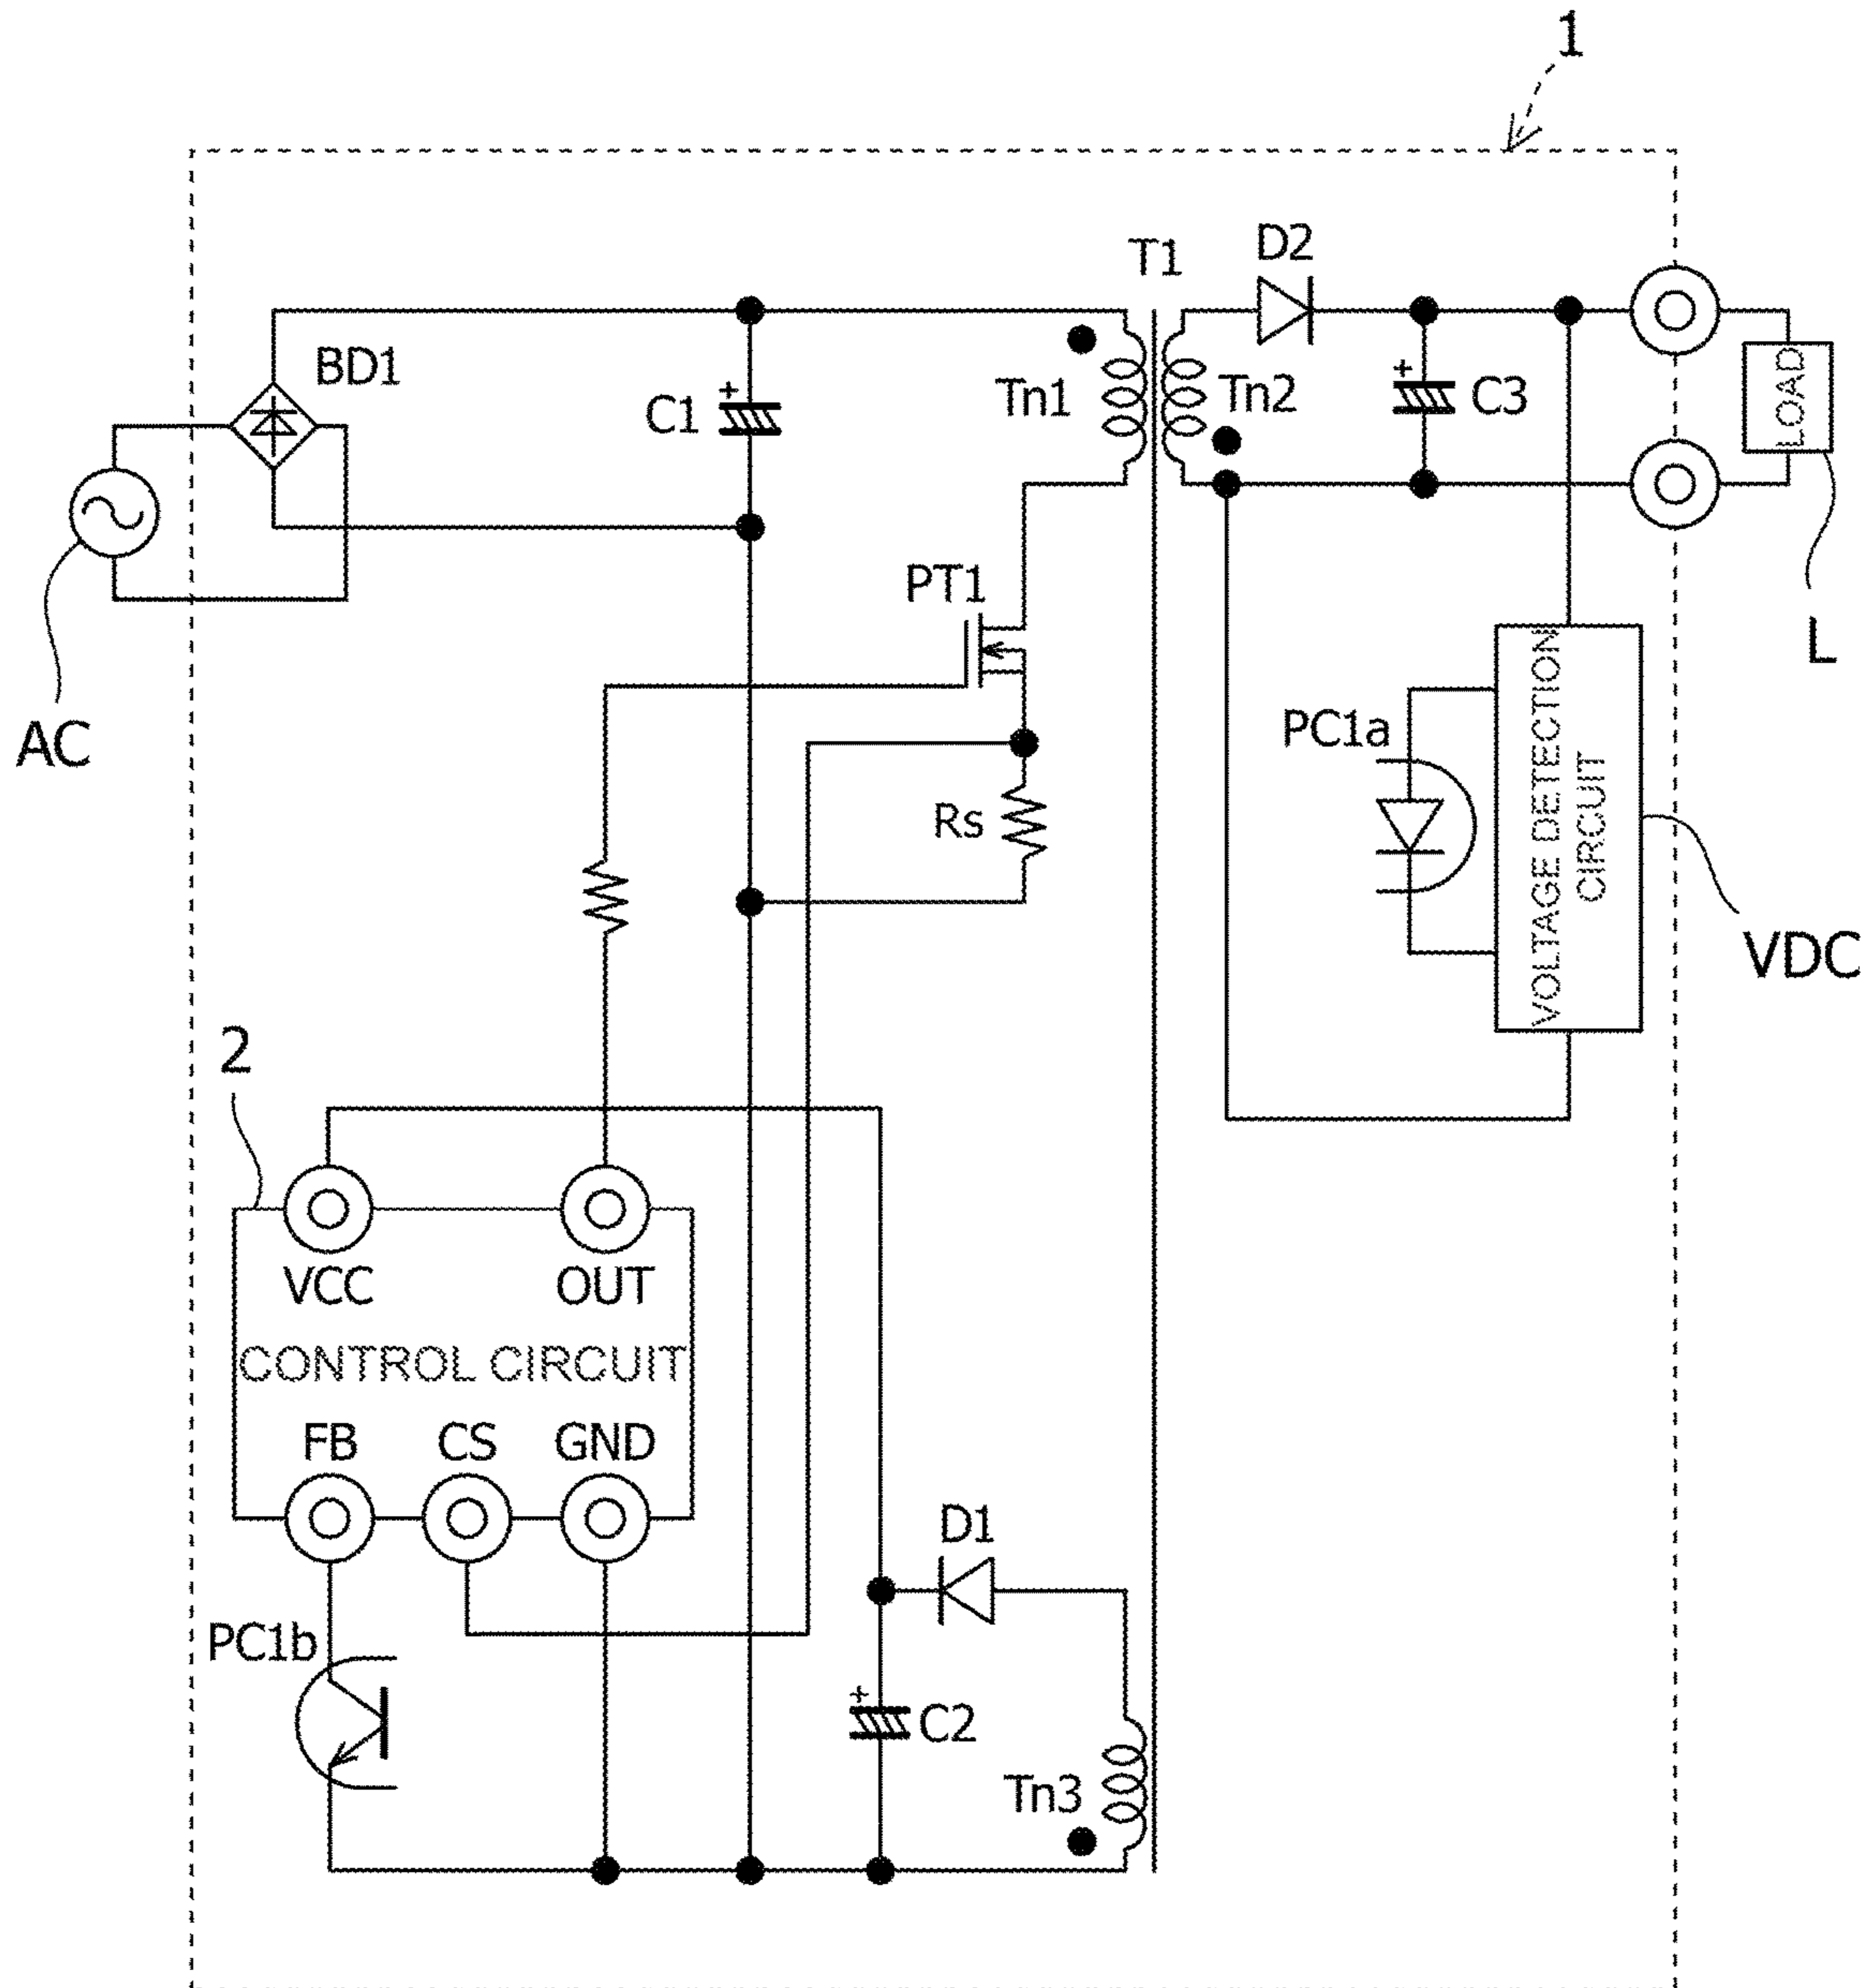 1
T1
D2
BD1
C1
+
Tn1
Tn2
+
C3
LOAD
PT1
L
AC
PC1a
Rs
VOLTAGE DETECTION
CIRCUIT
VDC
2
VCC
OUT
CONTROL CIRCUIT
FB
CS
GND
D1
PC1b
+
C2
Tn3